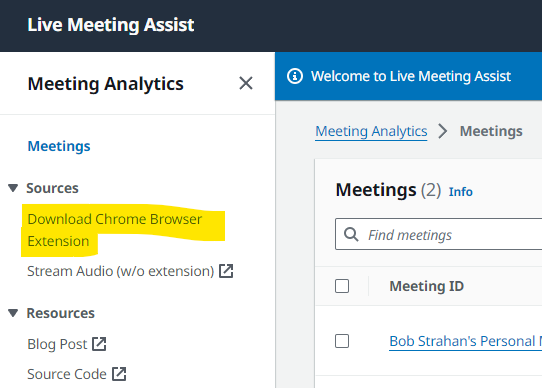 Live Meeting Assist
Meeting Analytics
Meetings
Sources
Download Chrome Browser
Extension
Stream Audio (w/o extension)
Resources
Blog Post
Source Code
Welcome to Live Meeting Assist
Meeting Analytics > Meetings
Meetings (2) Info
Find meetings
Meeting ID
Bob Strahan's Personal